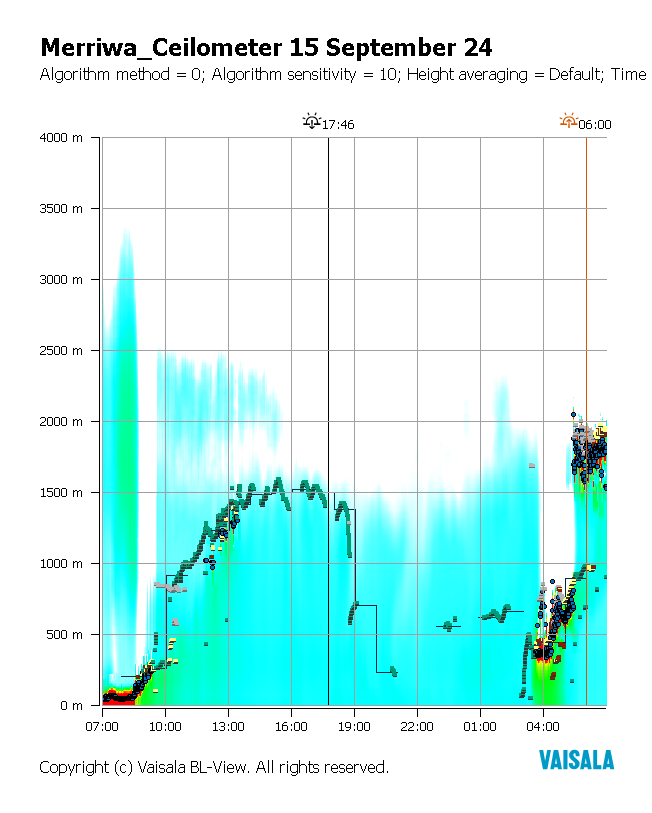 Merriwa_Ceilometer 15 September 24
Algorithm method = 0; Algorithm sensitivity = 10; Height averaging = Default; Time
17:46
06:00
4000 m
3500 m
3000 m
2500 m
2000 m
1500 m
1000 m
500 m
0 m
07:00 10:00 13:00 16:00 19:00 22:00 01:00 04:00
VAISALA
Copyright (c) Vaisala BL-View. All rights reserved.